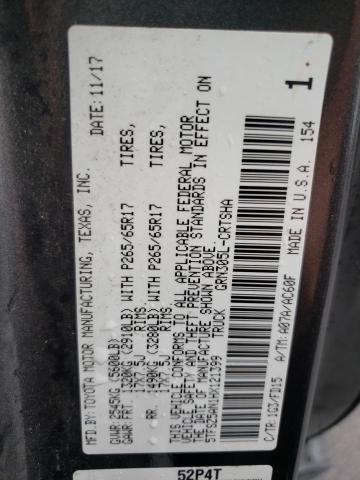 MFD. BY: TOYOTA MOTOR MANUFACTURING, TEXAS, INC. DATE: 11/17
GVWR: 2545KG (5600LB)
GAWR: FRT. 1320KG (2910LB) WITH P265/65R17 TIRES,
17X7.5J RIMS,
RR. 1490KG (3280LB) WITH P265/65R17 TIRES,
17X7.5J RIMS.
THIS VEHICLE CONFORMS TO ALL APPLICABLE FEDERAL MOTOR
VEHICLE SAFETY AND THEFT PREVENTION STANDARDS IN EFFECT ON
THE DATE OF MANUFACTURE SHOWN ABOVE.
TRUCK GRN305L-CRTSHA
C/TR:1G3/FD15 A/TM:A07A/AC60F
MADE IN U.S.A. 154
1
52P4T